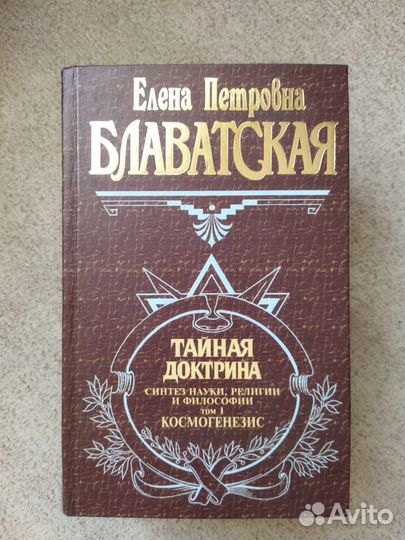 Елена Петровна
БЛАВАТСКАЯ
ТАЙНАЯ
ДОКТРИНА
СИНТЕЗ НАУКИ, РЕЛИГИИ
И ФИЛОСОФИИ
ТОМ 1
КОСМОГЕНЕЗИС
Avito